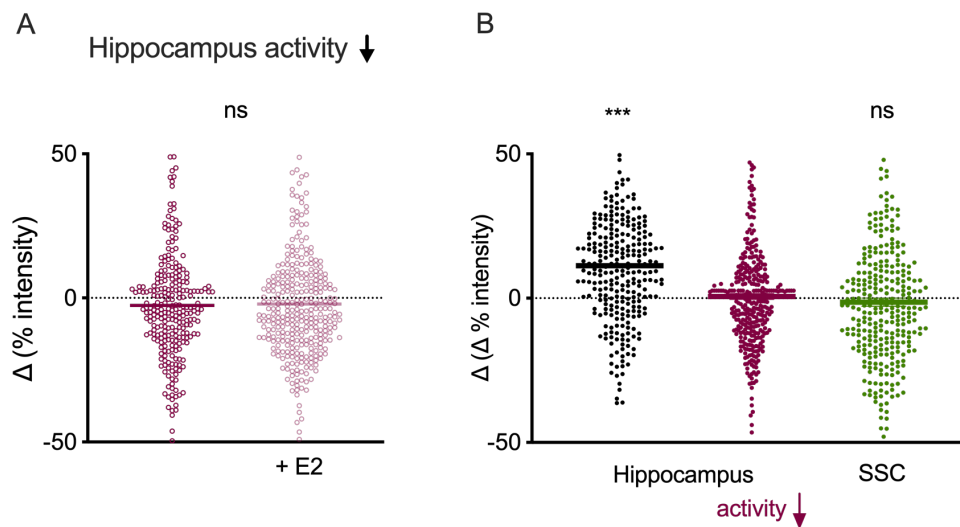 A
Hippocampus activity ↓
ns
Δ (% intensity)
50
0
-50
+ E2
B
*** ns
Δ (Δ % intensity)
50
0
-50
Hippocampus SSC
activity ↓